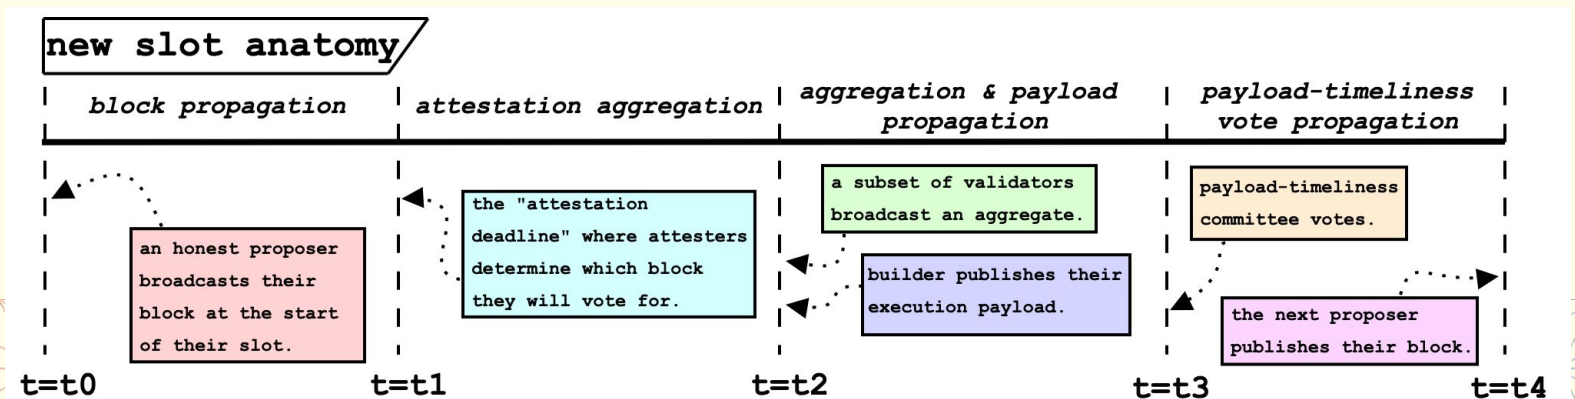 new slot anatomy
block propagation
attestation aggregation
aggregation & payload
propagation
payload-timeliness
vote propagation
an honest proposer
broadcasts their
block at the start
of their slot.
the "attestation
deadline" where attesters
determine which block
they will vote for.
a subset of validators
broadcast an aggregate.
builder publishes their
execution payload.
payload-timeliness
committee votes.
the next proposer
publishes their block.
t=t0
t=t1
t=t2
t=t3
t=t4